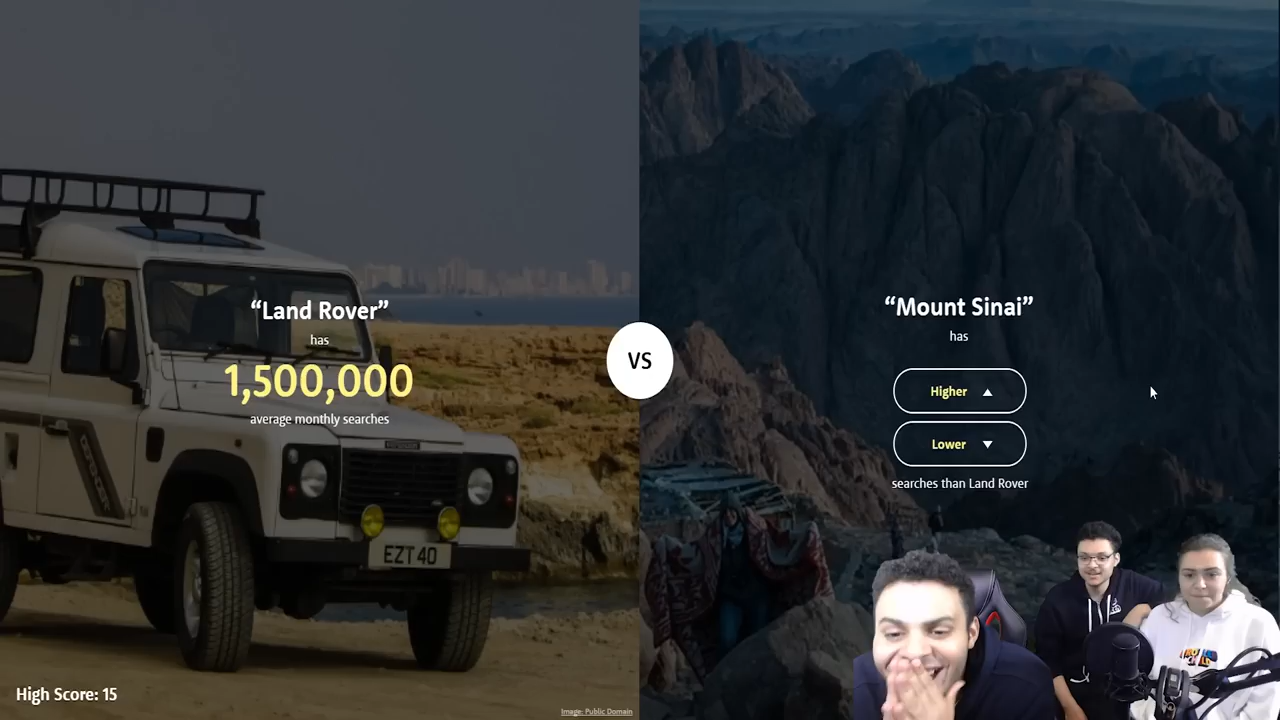 “Land Rover”
has
1,500,000
average monthly searches
EZT 40
High Score: 15
Image: Public Domain
VS
“Mount Sinai”
has
Higher
Lower
searches than Land Rover